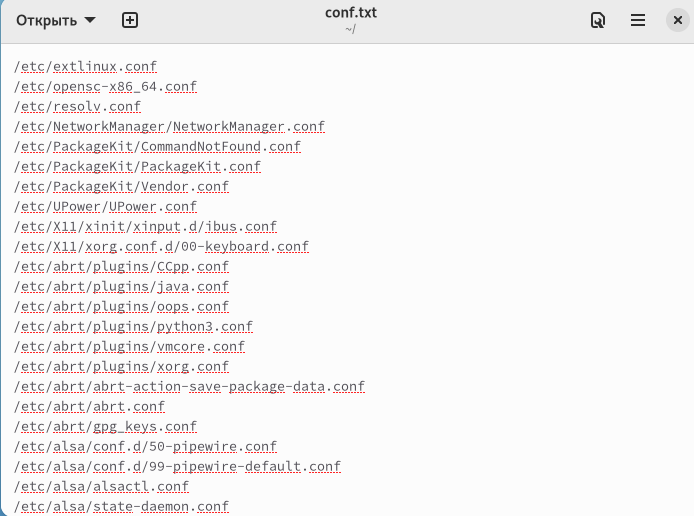 Открыть
conf.txt
~/
/etc/extlinux.conf
/etc/opensc-x86_64.conf
/etc/resolv.conf
/etc/NetworkManager/NetworkManager.conf
/etc/PackageKit/CommandNotFound.conf
/etc/PackageKit/PackageKit.conf
/etc/PackageKit/Vendor.conf
/etc/UPower/UPower.conf
/etc/X11/xinit/xinput.d/ibus.conf
/etc/X11/xorg.conf.d/00-keyboard.conf
/etc/abrt/plugins/CCpp.conf
/etc/abrt/plugins/java.conf
/etc/abrt/plugins/oops.conf
/etc/abrt/plugins/python3.conf
/etc/abrt/plugins/vmcore.conf
/etc/abrt/plugins/xorg.conf
/etc/abrt/abrt-action-save-package-data.conf
/etc/abrt/abrt.conf
/etc/abrt/gpg_keys.conf
/etc/alsa/conf.d/50-pipewire.conf
/etc/alsa/conf.d/99-pipewire-default.conf
/etc/alsa/alsactl.conf
/etc/alsa/state-daemon.conf